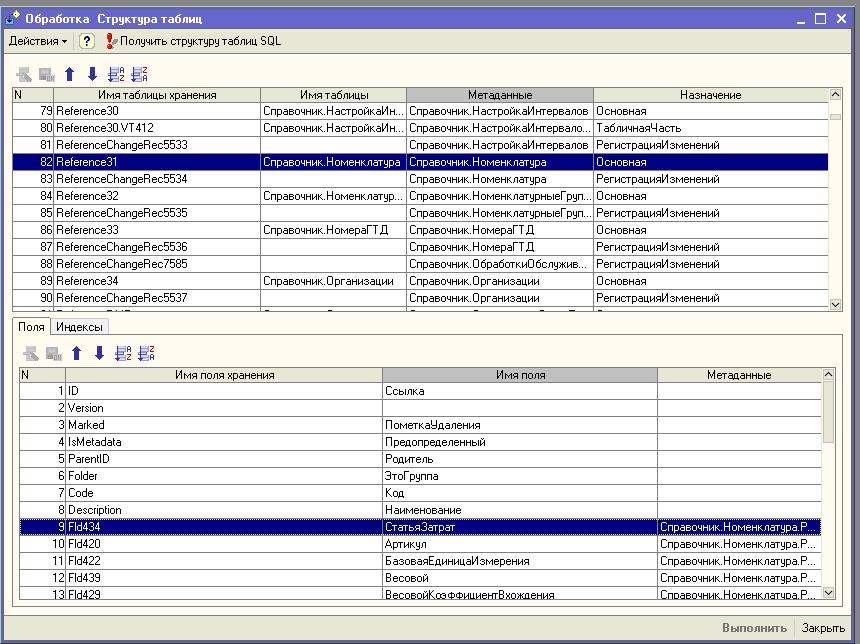 Обработка Структура таблиц
Действия ? Получить структуру таблиц SQL
N Имя таблицы хранения Имя таблицы Метаданные Назначение
79 Reference30 Справочник.НастройкаИн... Справочник.НастройкаИнтервалов Основная
80 Reference30.VT412 Справочник.НастройкаИн... Справочник.НастройкаИнтервало... ТабличнаяЧасть
81 ReferenceChangeRec5533 Справочник.НастройкаИнтервалов РегистрацияИзменений
82 Reference31 Справочник.Номенклатура Справочник.Номенклатура Основная
83 ReferenceChangeRec5534 Справочник.Номенклатура РегистрацияИзменений
84 Reference32 Справочник.Номенклатур... Справочник.НоменклатурныеГруп... Основная
85 ReferenceChangeRec5535 Справочник.НоменклатурныеГруп... РегистрацияИзменений
86 Reference33 Справочник.НомераГТД Справочник.НомераГТД Основная
87 ReferenceChangeRec5536 Справочник.НомераГТД РегистрацияИзменений
88 ReferenceChangeRec7585 Справочник.ОбработкиОбслужив... РегистрацияИзменений
89 Reference34 Справочник.Организации Справочник.Организации Основная
90 ReferenceChangeRec5537 Справочник.Организации РегистрацияИзменений
Поля Индексы
N Имя поля хранения Имя поля Метаданные
1 ID Ссылка
2 Version
3 Marked ПометкаУдаления
4 IsMetadata Предопределенный
5 ParentID Родитель
6 Folder ЭтоГруппа
7 Code Код
8 Description Наименование
9 Fld434 СтатьяЗатрат Справочник.Номенклатура.Р...
10 Fld420 Артикул Справочник.Номенклатура.Р...
11 Fld422 БазоваяЕдиницаИзмерения Справочник.Номенклатура.Р...
12 Fld439 Весовой Справочник.Номенклатура.Р...
13 Fld429 ВесовойКоэффициентВхождения Справочник.Номенклатура.Р...
Выполнить Закрыть